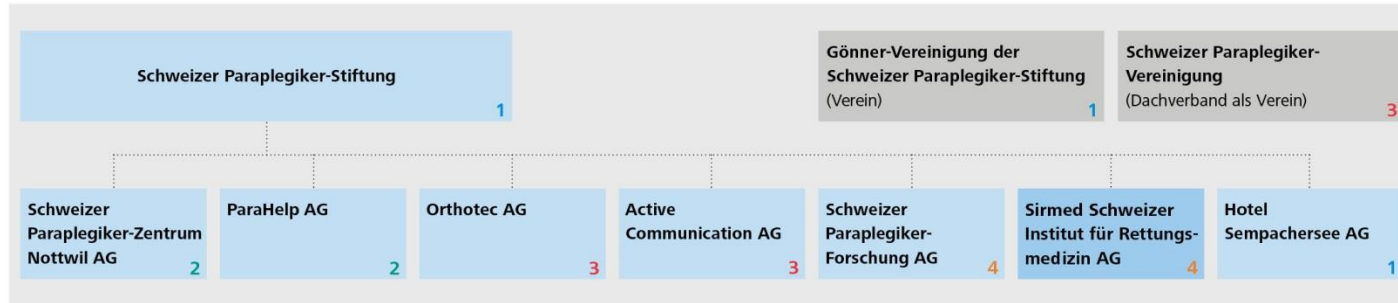 Schweizer Paraplegiker-Stiftung
1
Gönner-Vereinigung der
Schweizer Paraplegiker-Stiftung
(Verein)
1
Schweizer Paraplegiker-
Vereinigung
(Dachverband als Verein)
3
Schweizer
Paraplegiker-Zentrum
Nottwil AG
2
ParaHelp AG
2
Orthotec AG
3
Active
Communication AG
3
Schweizer
Paraplegiker-
Forschung AG
4
Sirmed Schweizer
Institut für Rettungs-
medizin AG
4
Hotel
Sempachersee AG
1